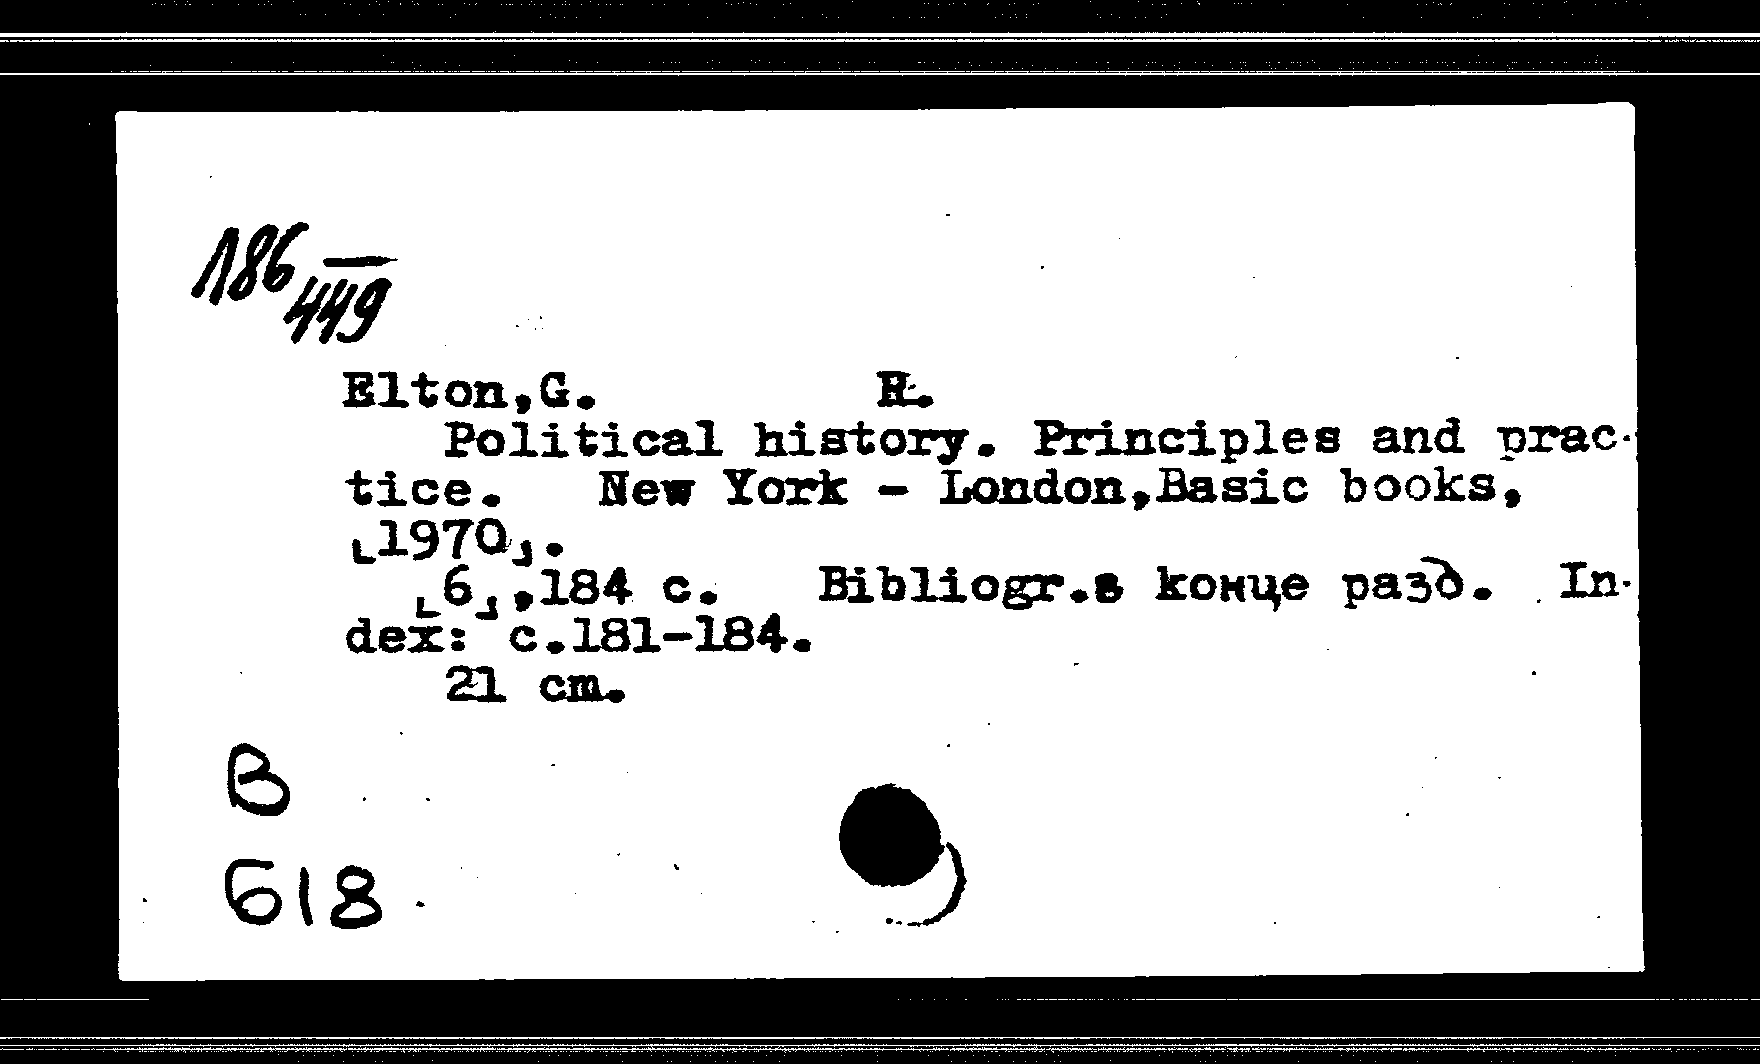 Л86
449
Elton,G. R.
Political history. Principles and prac-
tice. New York - London,Basic books,
[1970].
[6],184 с. Bibliogr.в конце разд. In-
dex: с.181-184.
21 cm.
В
618